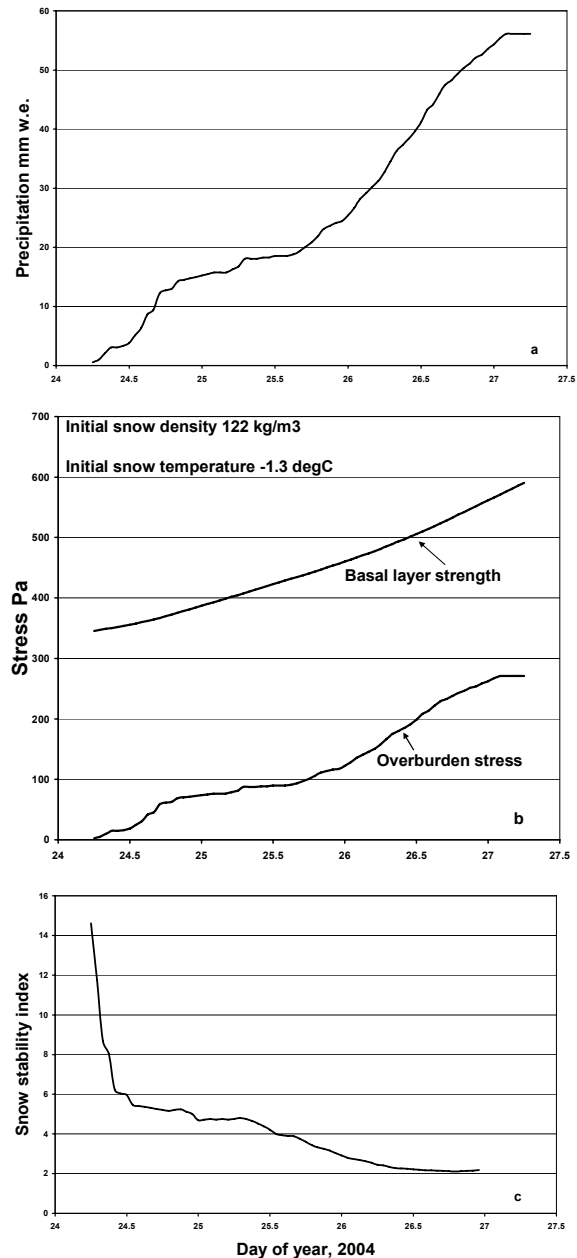 60
50
40
30
20
10
0
Precipitation mm w.e.
a
24 24.5 25 25.5 26 26.5 27 27.5
700
600
500
400
300
200
100
0
Stress Pa
Initial snow density 122 kg/m3
Initial snow temperature -1.3 degC
Basal layer strength
Overburden stress
b
24 24.5 25 25.5 26 26.5 27 27.5
16
14
12
10
8
6
4
2
0
Snow stability index
c
24 24.5 25 25.5 26 26.5 27 27.5
Day of year, 2004